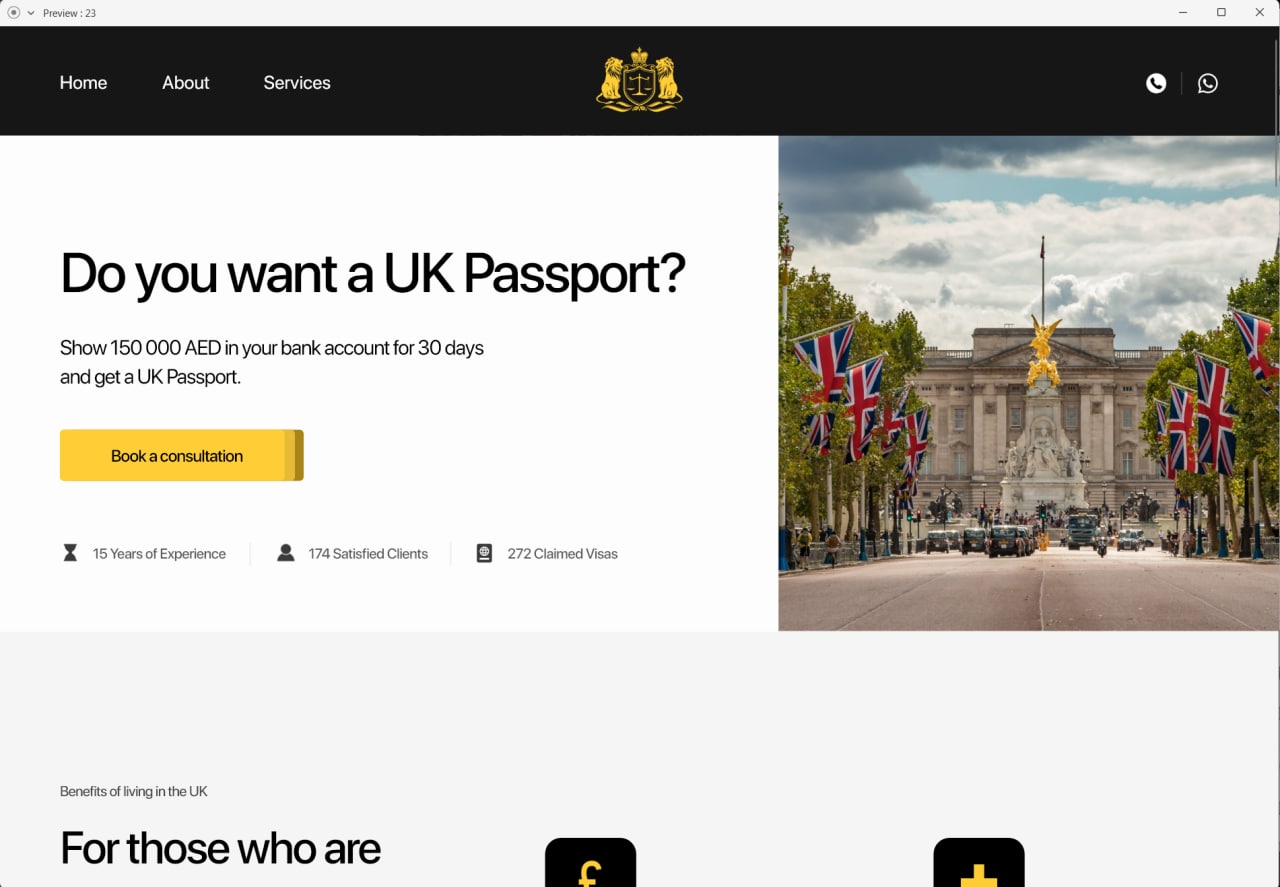 Preview : 23
Home
About
Services
Do you want a UK Passport?
Show 150 000 AED in your bank account for 30 days
and get a UK Passport.
Book a consultation
15 Years of Experience
174 Satisfied Clients
272 Claimed Visas
Benefits of living in the UK
For those who are
£